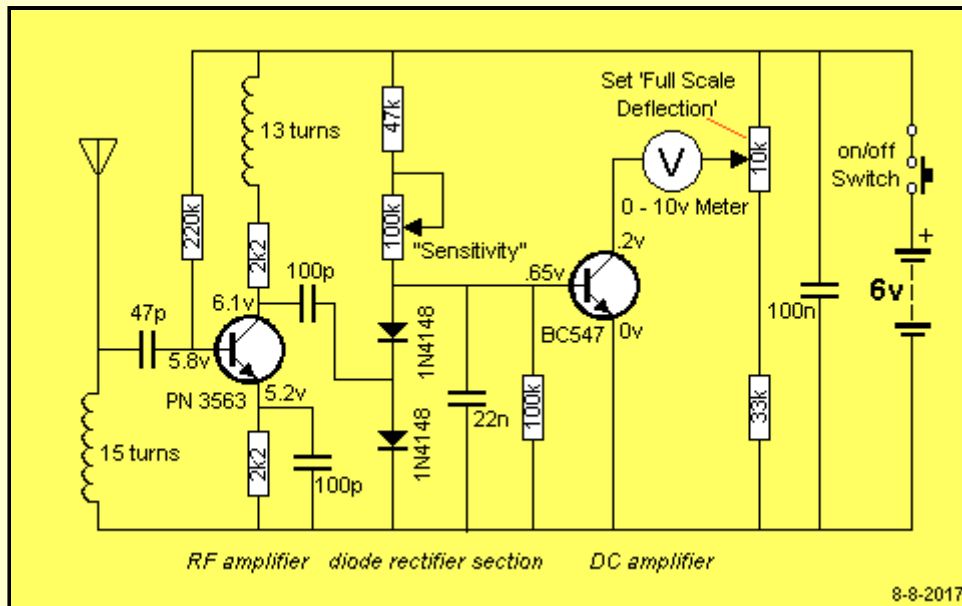 Set 'Full Scale
Deflection'
13 turns
47k
10k
on/off
Switch
V
0 - 10v Meter
220k
2k2
100k
"Sensitivity"
.2v
+
6v
100p
.65v
6.1v
47p
5.8v
1N4148
BC547
0v
100n
PN 3563
5.2v
15 turns
2k2
100p
1N4148
22n
100k
33k
RF amplifier
diode rectifier section
DC amplifier
8-8-2017